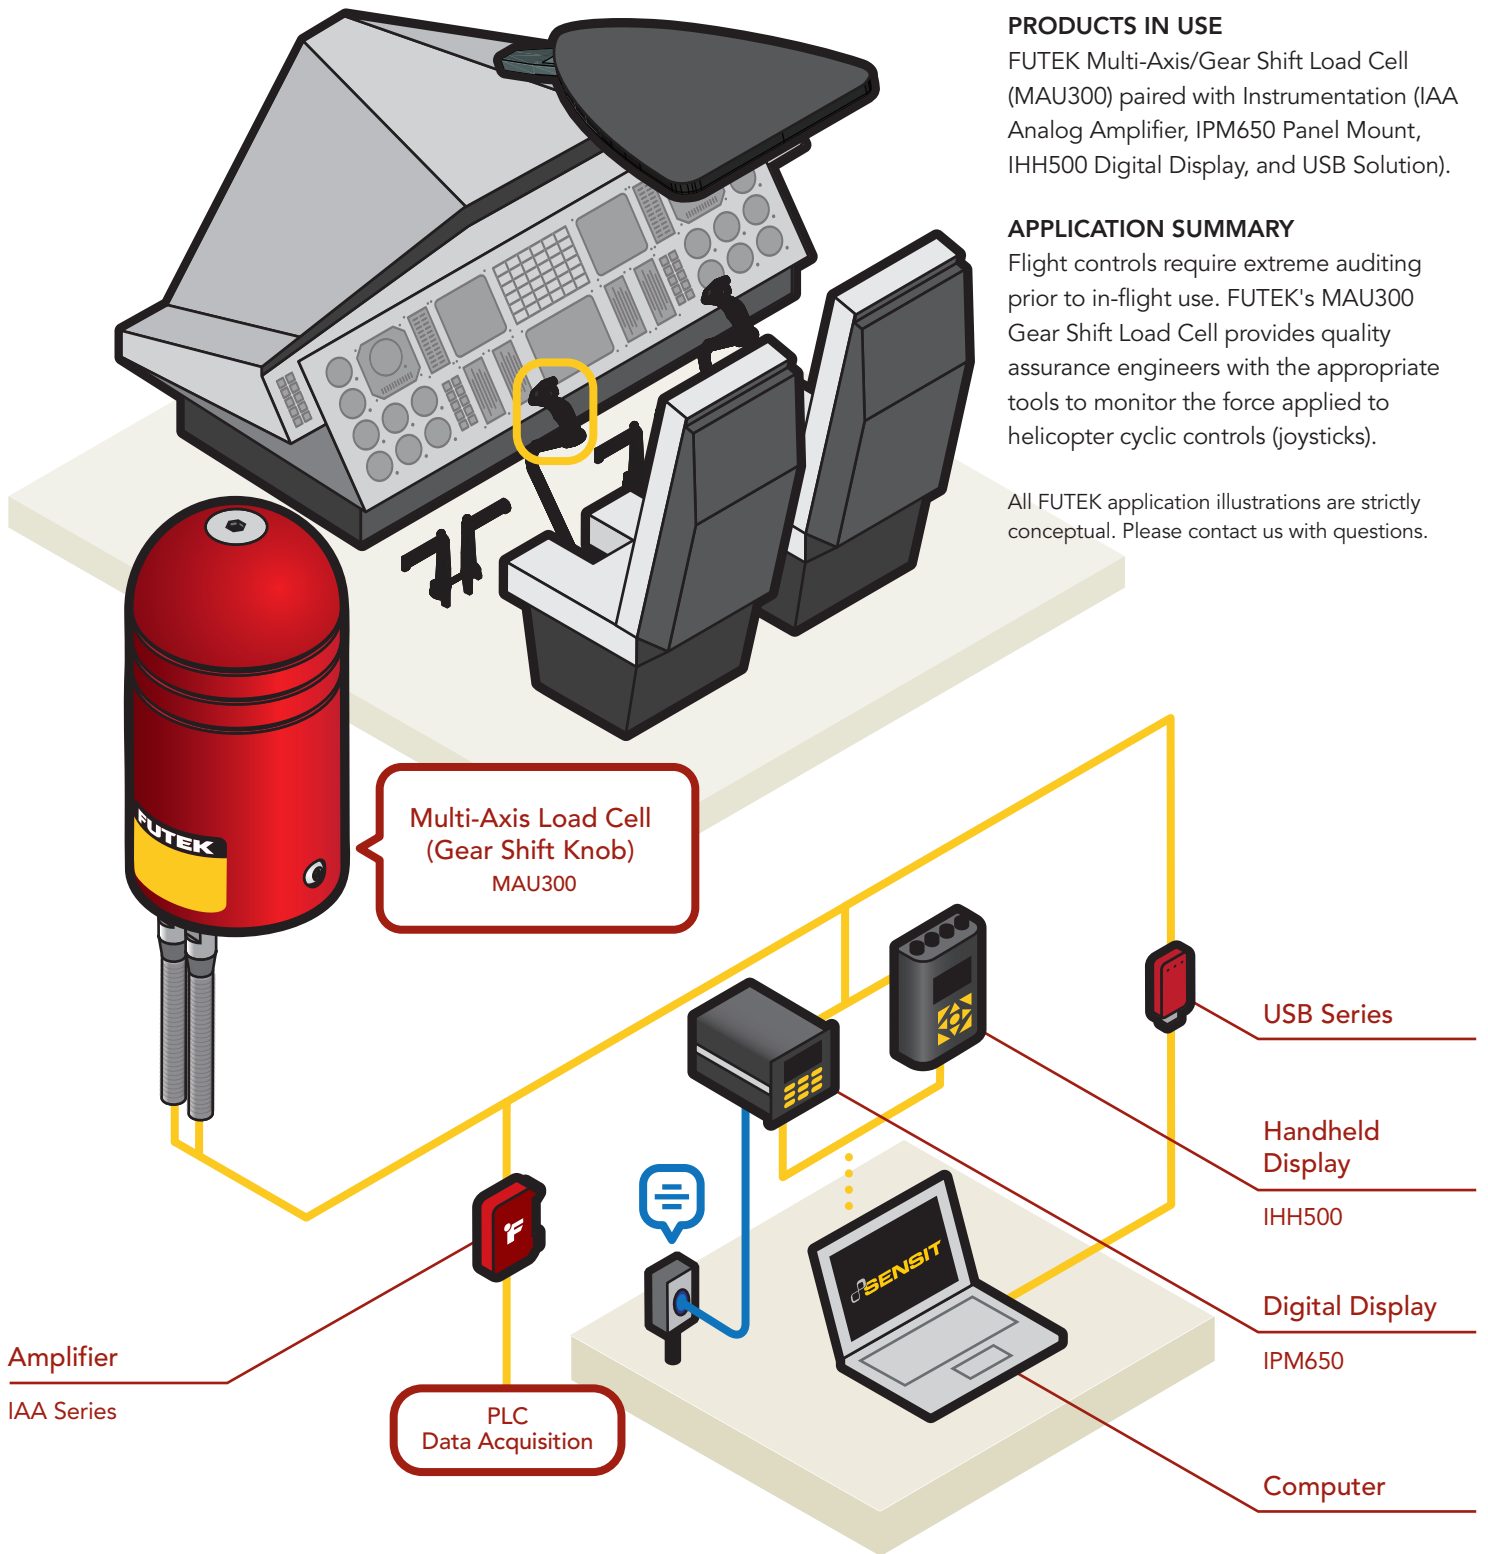 PRODUCTS IN USE
FUTEK Multi-Axis/Gear Shift Load Cell
(MAU300) paired with Instrumentation (IAA
Analog Amplifier, IPM650 Panel Mount,
IHH500 Digital Display, and USB Solution).
APPLICATION SUMMARY
Flight controls require extreme auditing
prior to in-flight use. FUTEK's MAU300
Gear Shift Load Cell provides quality
assurance engineers with the appropriate
tools to monitor the force applied to
helicopter cyclic controls (joysticks).
All FUTEK application illustrations are strictly
conceptual. Please contact us with questions.
FUTEK
Multi-Axis Load Cell
(Gear Shift Knob)
MAU300
USB Series
Handheld
Display
IHH500
Digital Display
IPM650
SENSIT
F
Amplifier
IAA Series
PLC
Data Acquisition
Computer